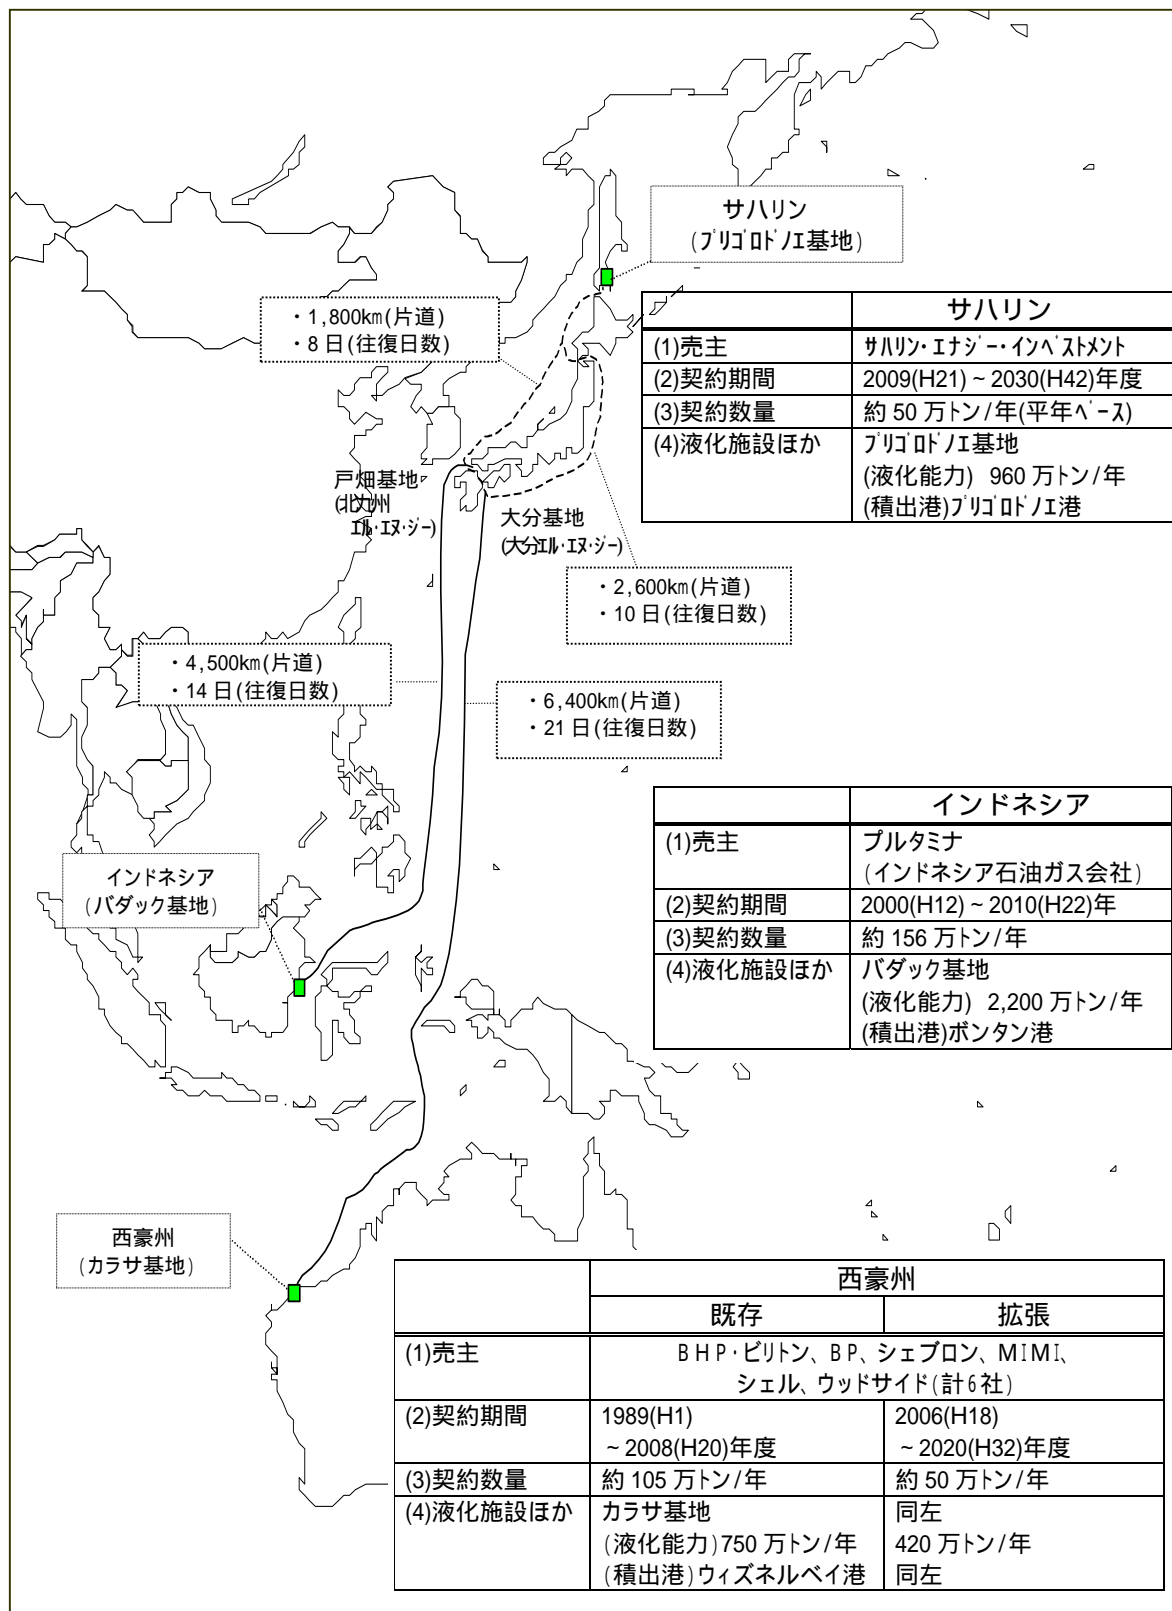 サハリン
(ﾌﾟﾘｺﾞﾛﾄﾞﾉｴ基地)
・1,800㎞(片道)
・8日(往復日数)
サハリン
(1)売主 ｻﾊﾘﾝ･ｴﾅｼﾞｰ･ｲﾝﾍﾞｽﾄﾒﾝﾄ
(2)契約期間 2009(H21)~2030(H42)年度
(3)契約数量 約50万トン/年(平年ﾍﾞｰｽ)
(4)液化施設ほか ﾌﾟﾘｺﾞﾛﾄﾞﾉｴ基地
(液化能力) 960万トン/年
(積出港)ﾌﾟﾘｺﾞﾛﾄﾞﾉｴ港
戸畑基地
(北九州
ｴﾙ･ｴﾇ･ｼﾞｰ)
大分基地
(大分ｴﾙ･ｴﾇ･ｼﾞｰ)
・2,600㎞(片道)
・10日(往復日数)
・4,500㎞(片道)
・14日(往復日数)
・6,400㎞(片道)
・21日(往復日数)
インドネシア
(1)売主 プルタミナ
(インドネシア石油ガス会社)
(2)契約期間 2000(H12)~2010(H22)年
(3)契約数量 約156万トン/年
(4)液化施設ほか バダック基地
(液化能力) 2,200万トン/年
(積出港)ボンタン港
インドネシア
(バダック基地)
西豪州
(カラサ基地)
西豪州
既存 拡張
(1)売主 BHP･ビリトン、BP、シェブロン、MIMI、
シェル、ウッドサイド(計6社)
(2)契約期間 1989(H1) 2006(H18)
~2008(H20)年度 ~2020(H32)年度
(3)契約数量 約105万トン/年 約50万トン/年
(4)液化施設ほか カラサ基地 同左
(液化能力)750万トン/年 420万トン/年
(積出港)ウィズネルベイ港 同左